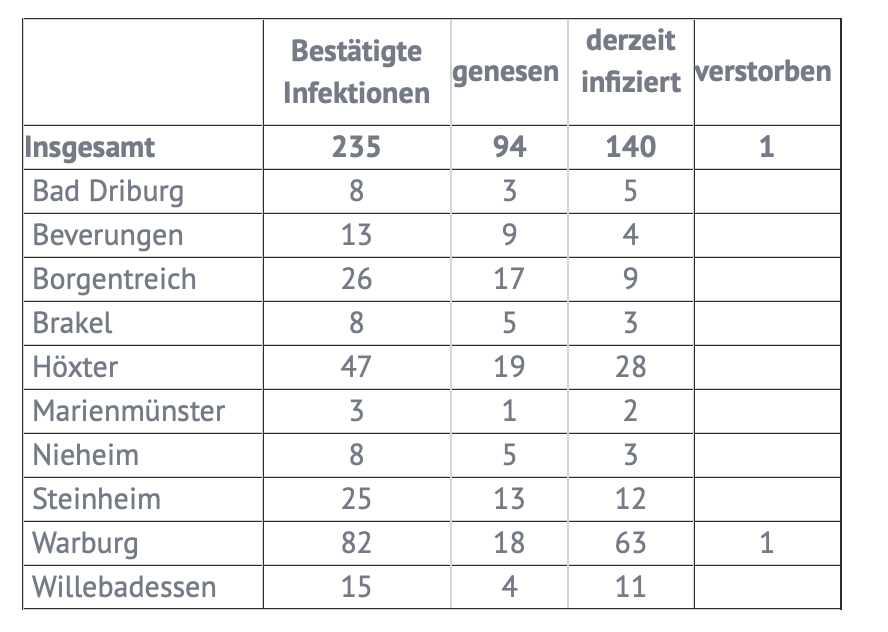 Bestätigte Infektionen genesen derzeit infiziert verstorben
Insgesamt 235 94 140 1
Bad Driburg 8 3 5
Beverungen 13 9 4
Borgentreich 26 17 9
Brakel 8 5 3
Höxter 47 19 28
Marienmünster 3 1 2
Nieheim 8 5 3
Steinheim 25 13 12
Warburg 82 18 63 1
Willebadessen 15 4 11